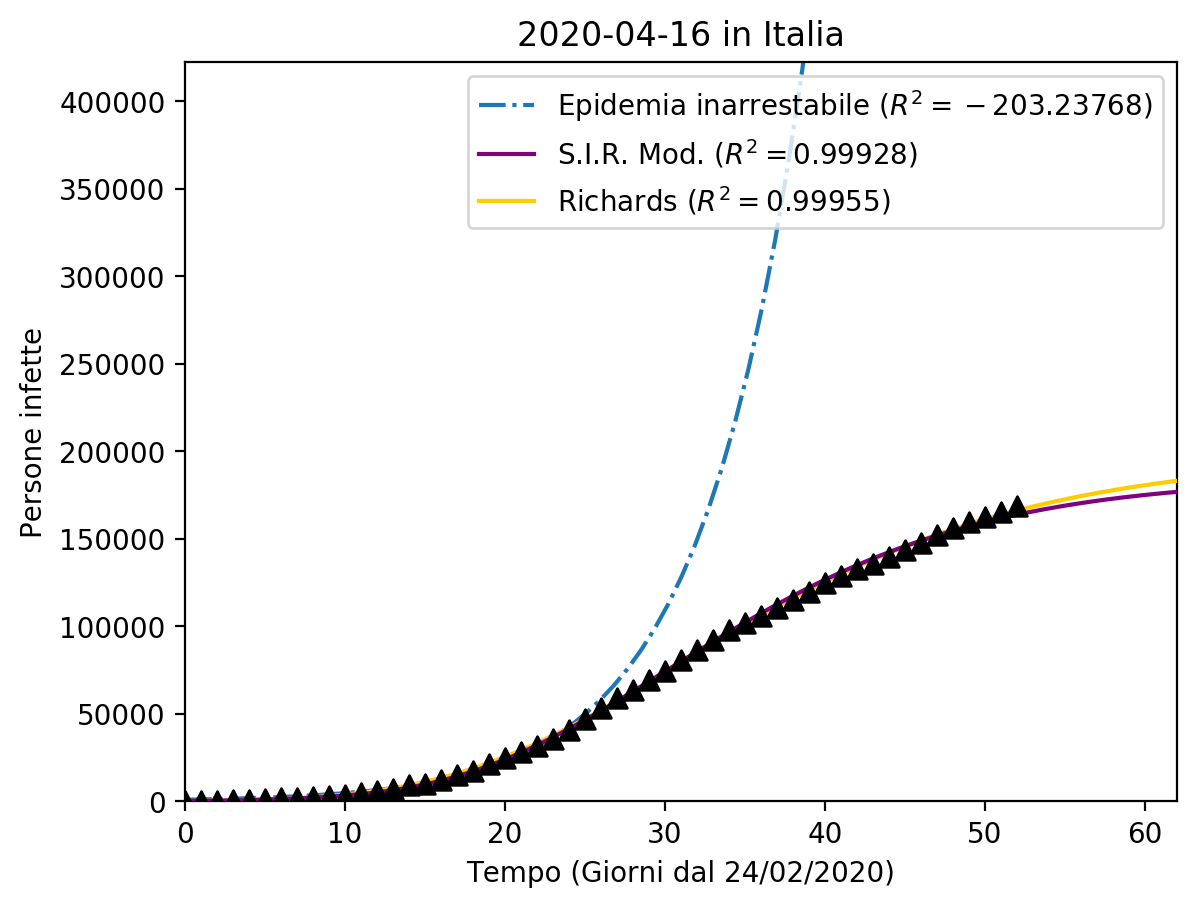 2020-04-16 in Italia
Epidemia inarrestabile (R² = −203.23768)
S.I.R. Mod. (R² = 0.99928)
Richards (R² = 0.99955)
Persone infette
400000
350000
300000
250000
200000
150000
100000
50000
0
0 10 20 30 40 50 60
Tempo (Giorni dal 24/02/2020)